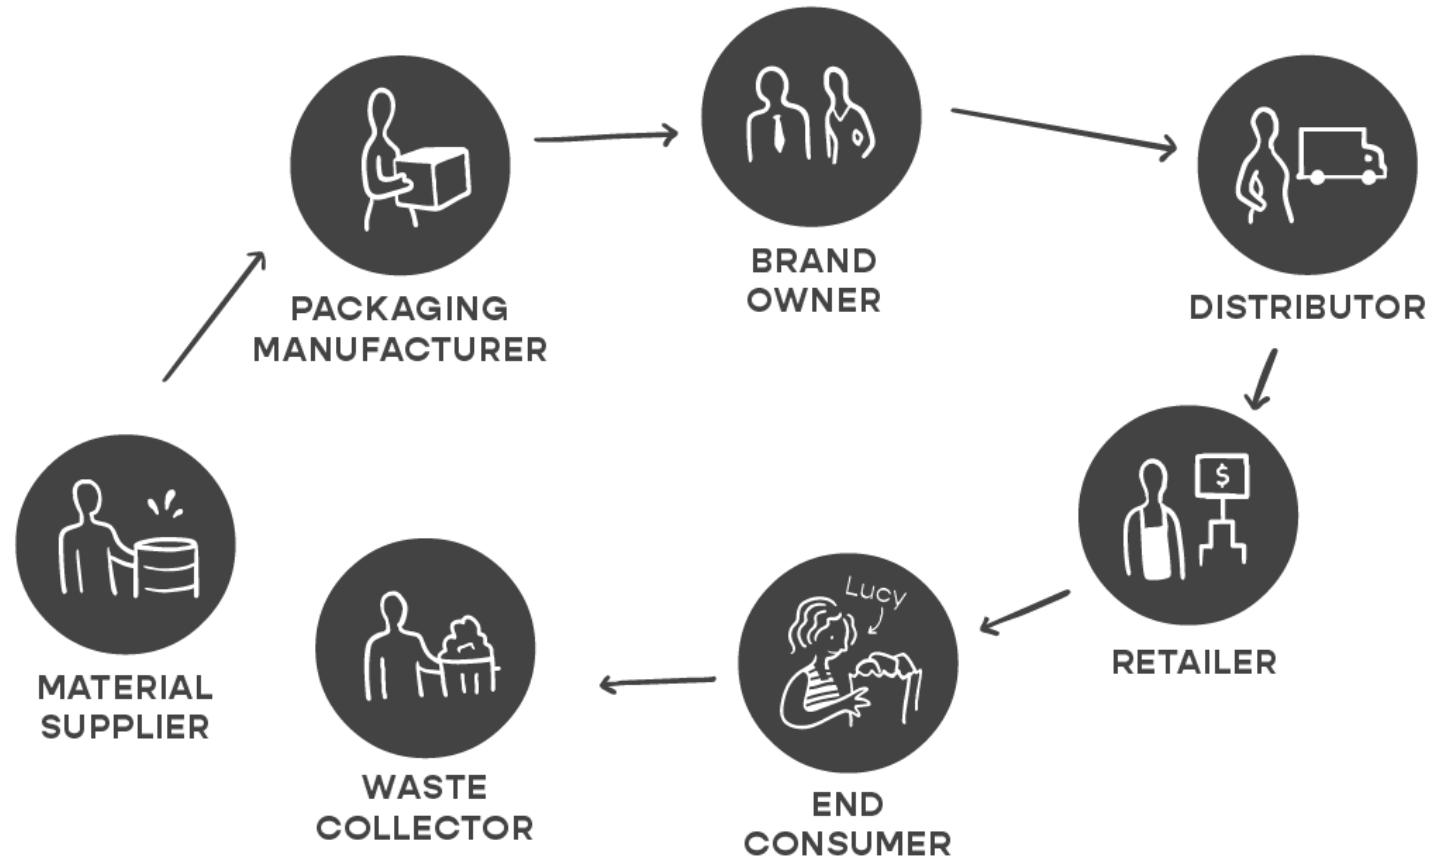 BRAND
OWNER
PACKAGING
MANUFACTURER
DISTRIBUTOR
$
RETAILER
Lucy
END
CONSUMER
WASTE
COLLECTOR
MATERIAL
SUPPLIER